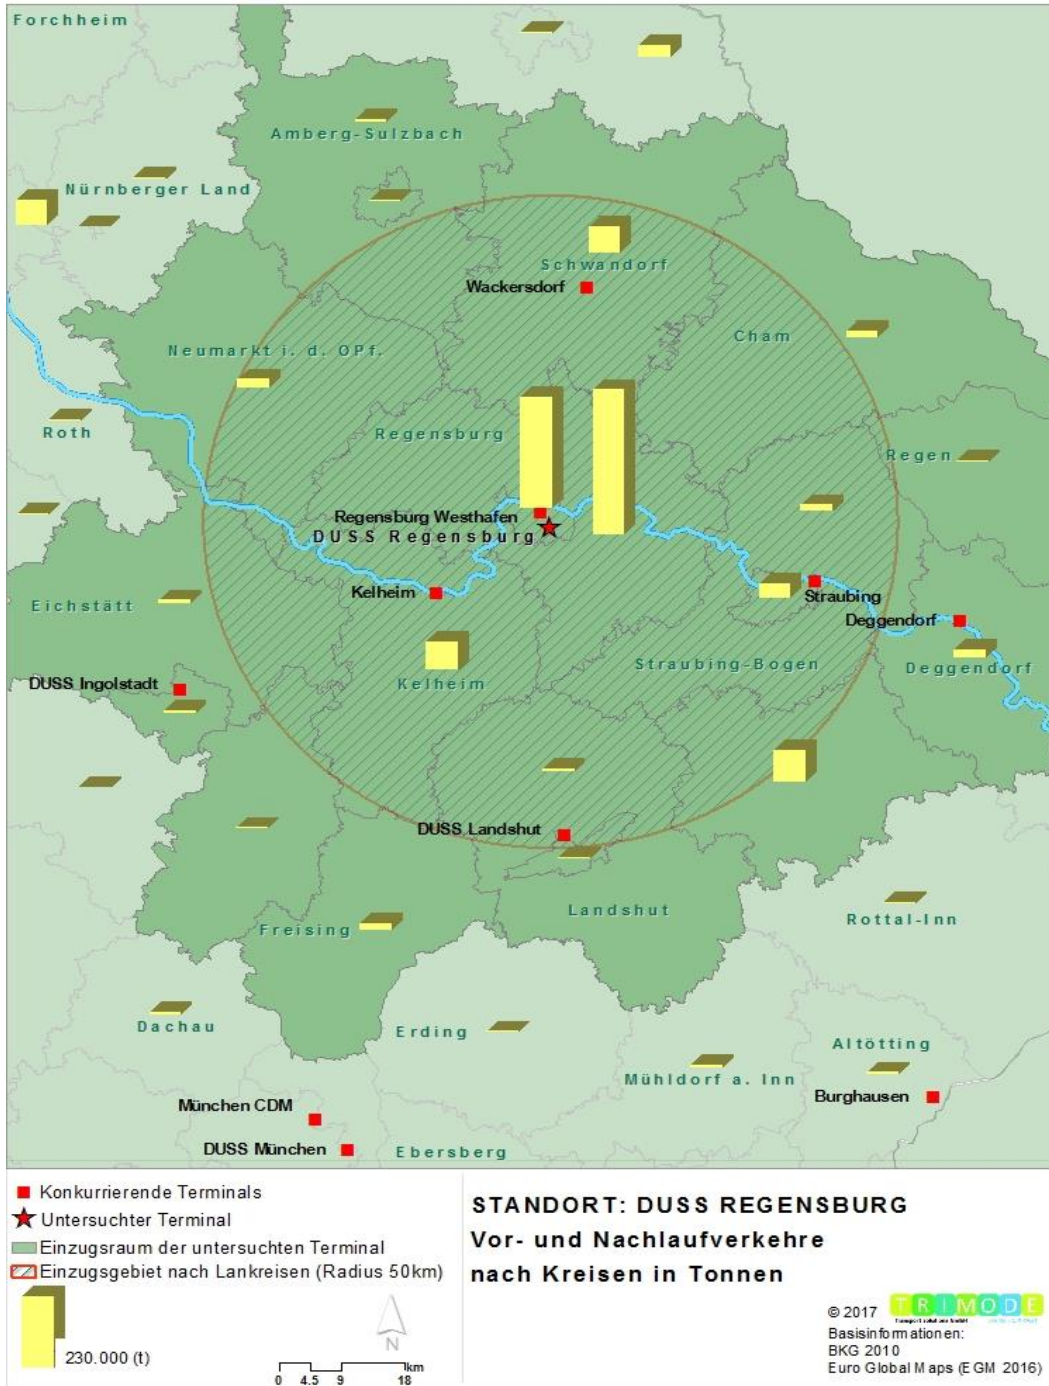 Forchheim
Amberg-Sulzbach
Nürnberger Land
Schwandorf
Wackersdorf
Cham
Neumarkt i. d. OPf.
Roth
Regensburg
Regen
Regensburg Westhafen
DUSS Regensburg
Kelheim
Straubing
Eichstätt
Deggendorf
Straubing-Bogen
Deggendorf
DUSS Ingolstadt
Kelheim
DUSS Landshut
Landshut
Rottal-Inn
Freising
Dachau
Erding
Altötting
Mühldorf a. Inn
Burghausen
München CDM
DUSS München
Ebersberg
Konkurrierende Terminals
Untersuchter Terminal
Einzugsraum der untersuchten Terminal
Einzugsgebiet nach Lankreisen (Radius 50km)
230.000 (t)
N
km
0 4.5 9 18
STANDORT: DUSS REGENSBURG
Vor- und Nachlaufverkehre
nach Kreisen in Tonnen
© 2017 TRIMODE
Basisinformationen:
BKG 2010
Euro Global Maps (EGM 2016)